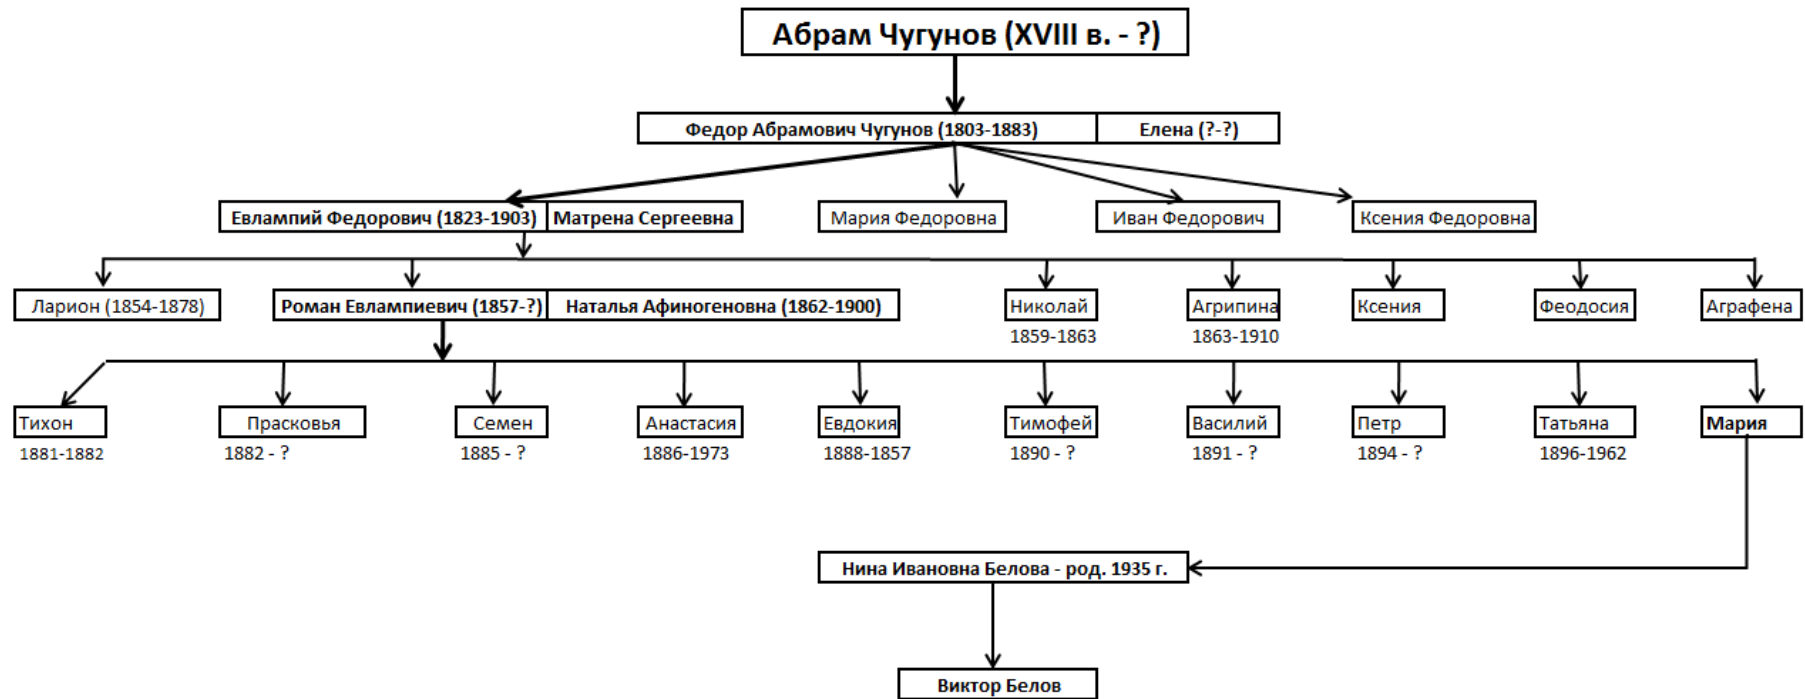 Абрам Чугунов (XVIII в. - ?)
Федор Абрамович Чугунов (1803-1883) Елена (?-?)
Евлампий Федорович (1823-1903) Матрена Сергеевна Мария Федоровна Иван Федорович Ксения Федоровна
Ларион (1854-1878) Роман Евлампиевич (1857-?) Наталья Афиногеновна (1862-1900) Николай Агрипина Ксения Феодосия Аграфена
1859-1863 1863-1910
Тихон Прасковья Семен Анастасия Евдокия Тимофей Василий Петр Татьяна Мария
1881-1882 1882 - ? 1885 - ? 1886-1973 1888-1857 1890 - ? 1891 - ? 1894 - ? 1896-1962
Нина Ивановна Белова - род. 1935 г.
Виктор Белов